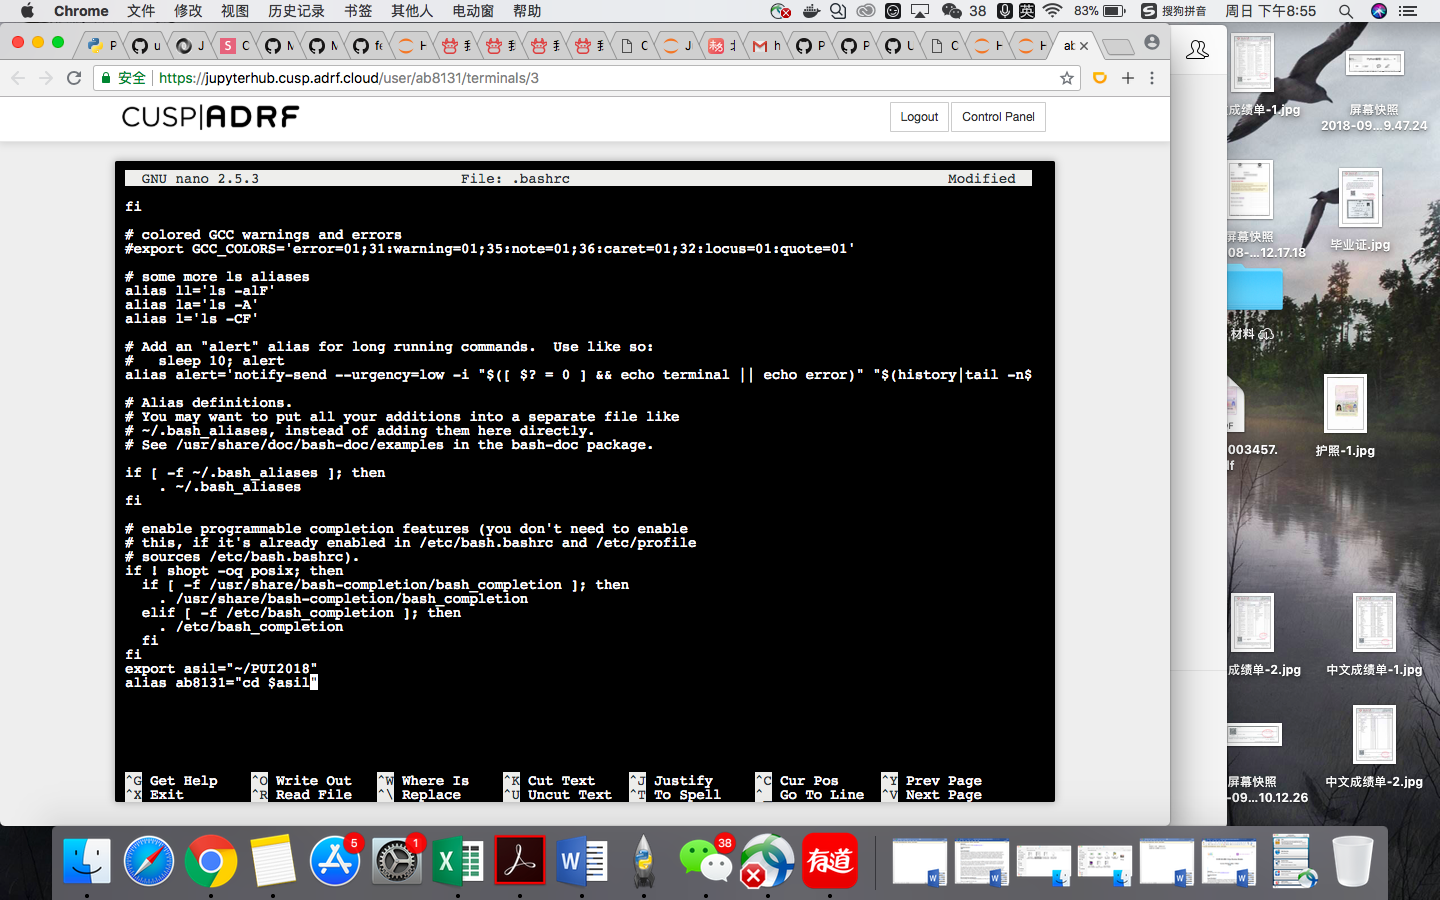 Chrome 文件 修改 视图 历史记录 书签 其他人 电动窗 帮助 38 英 83% S 搜狗拼音 周日 下午8:55
P u J C M M fe H C J 北 h P P U C H H ab
安全 https://jupyterhub.cusp.adrf.cloud/user/ab8131/terminals/3
CUSP|ADRF
Logout Control Panel
GNU nano 2.5.3 File: .bashrc Modified
fi
# colored GCC warnings and errors
#export GCC_COLORS='error=01;31:warning=01;35:note=01;36:caret=01;32:locus=01:quote=01'
# some more ls aliases
alias ll='ls -alF'
alias la='ls -A'
alias l='ls -CF'
# Add an "alert" alias for long running commands.  Use like so:
#   sleep 10; alert
alias alert='notify-send --urgency=low -i "$([ $? = 0 ] && echo terminal || echo error)" "$(history|tail -n$
# Alias definitions.
# You may want to put all your additions into a separate file like
# ~/.bash_aliases, instead of adding them here directly.
# See /usr/share/doc/bash-doc/examples in the bash-doc package.
if [ -f ~/.bash_aliases ]; then
    . ~/.bash_aliases
fi
# enable programmable completion features (you don't need to enable
# this, if it's already enabled in /etc/bash.bashrc and /etc/profile
# sources /etc/bash.bashrc).
if ! shopt -oq posix; then
  if [ -f /usr/share/bash-completion/bash_completion ]; then
    . /usr/share/bash-completion/bash_completion
  elif [ -f /etc/bash_completion ]; then
    . /etc/bash_completion
  fi
fi
export asil="~/PUI2018"
alias ab8131="cd $asil"
^G Get Help ^O Write Out ^W Where Is ^K Cut Text ^J Justify ^C Cur Pos ^Y Prev Page
^X Exit ^R Read File ^\ Replace ^U Uncut Text ^T To Spell ^_ Go To Line ^V Next Page
成绩单-1.jpg
屏幕快照
2018-09...9.47.24
屏幕快照
08-...12.17.18
毕业证.jpg
材料
003457.
护照-1.jpg
成绩单-2.jpg
中文成绩单-1.jpg
屏幕快照
-09...10.12.26
中文成绩单-2.jpg
5 1 38 有道